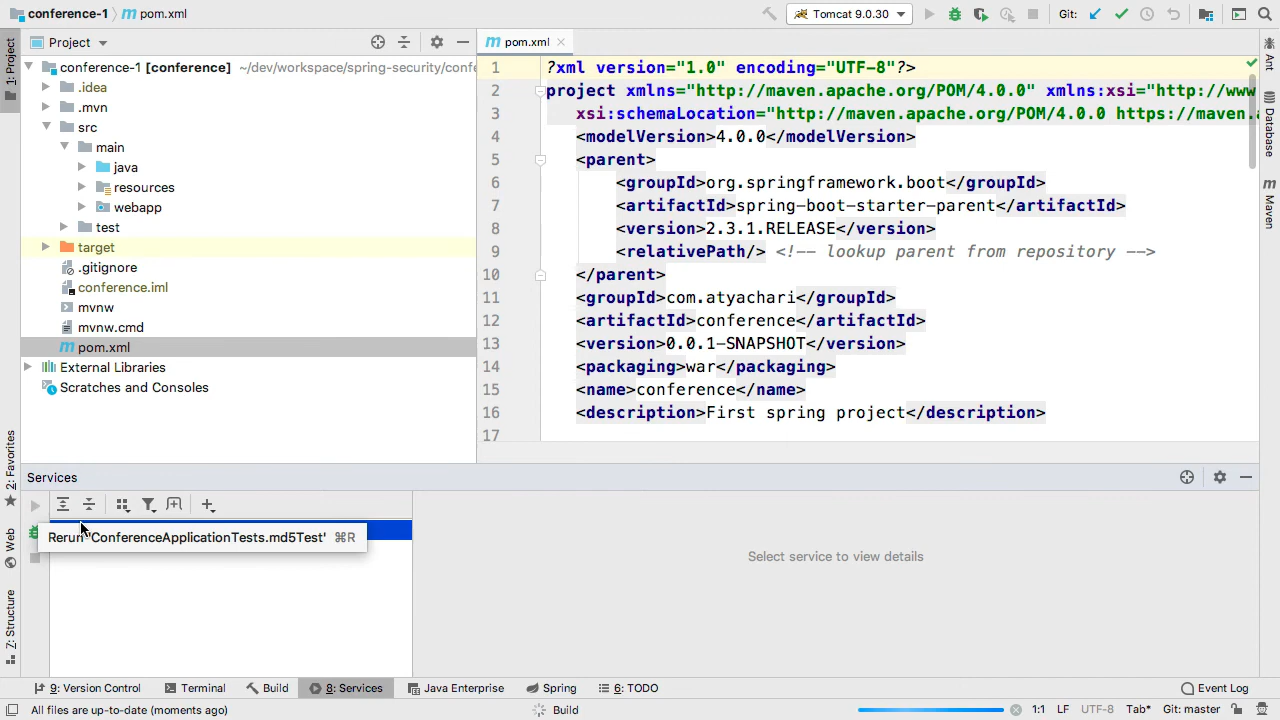 conference-1 pom.xml Tomcat 9.0.30 Git:
1: Project
Project
pom.xml
conference-1 [conference] ~/dev/workspace/spring-security/confe
.idea
.mvn
src
main
java
resources
webapp
test
target
.gitignore
conference.iml
mvnw
mvnw.cmd
pom.xml
External Libraries
Scratches and Consoles
1 ?xml version="1.0" encoding="UTF-8"?>
2 project xmlns="http://maven.apache.org/POM/4.0.0" xmlns:xsi="http://www
3 xsi:schemaLocation="http://maven.apache.org/POM/4.0.0 https://maven.a
4 <modelVersion>4.0.0</modelVersion>
5 <parent>
6 <groupId>org.springframework.boot</groupId>
7 <artifactId>spring-boot-starter-parent</artifactId>
8 <version>2.3.1.RELEASE</version>
9 <relativePath/> <!-- lookup parent from repository -->
10 </parent>
11 <groupId>com.atyachari</groupId>
12 <artifactId>conference</artifactId>
13 <version>0.0.1-SNAPSHOT</version>
14 <packaging>war</packaging>
15 <name>conference</name>
16 <description>First spring project</description>
17
Ant
Database
Maven
2: Favorites
Web
Z: Structure
Services
Rerun 'ConferenceApplicationTests.md5Test' ⌘R
Select service to view details
9: Version Control Terminal Build 8: Services Java Enterprise Spring 6: TODO Event Log
All files are up-to-date (moments ago) Build 1:1 LF UTF-8 Tab* Git: master